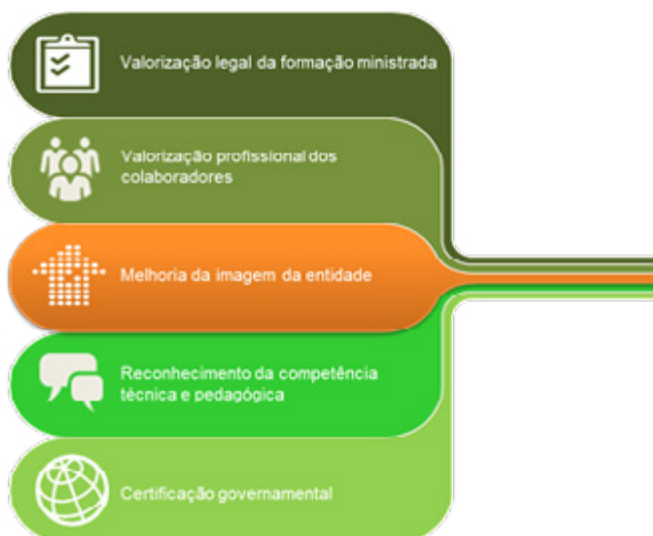 Valorização legal da formação ministrada
Valorização profissional dos
colaboradores
Melhoria da imagem da entidade
Reconhecimento da competência
técnica e pedagógica
Certificação governamental